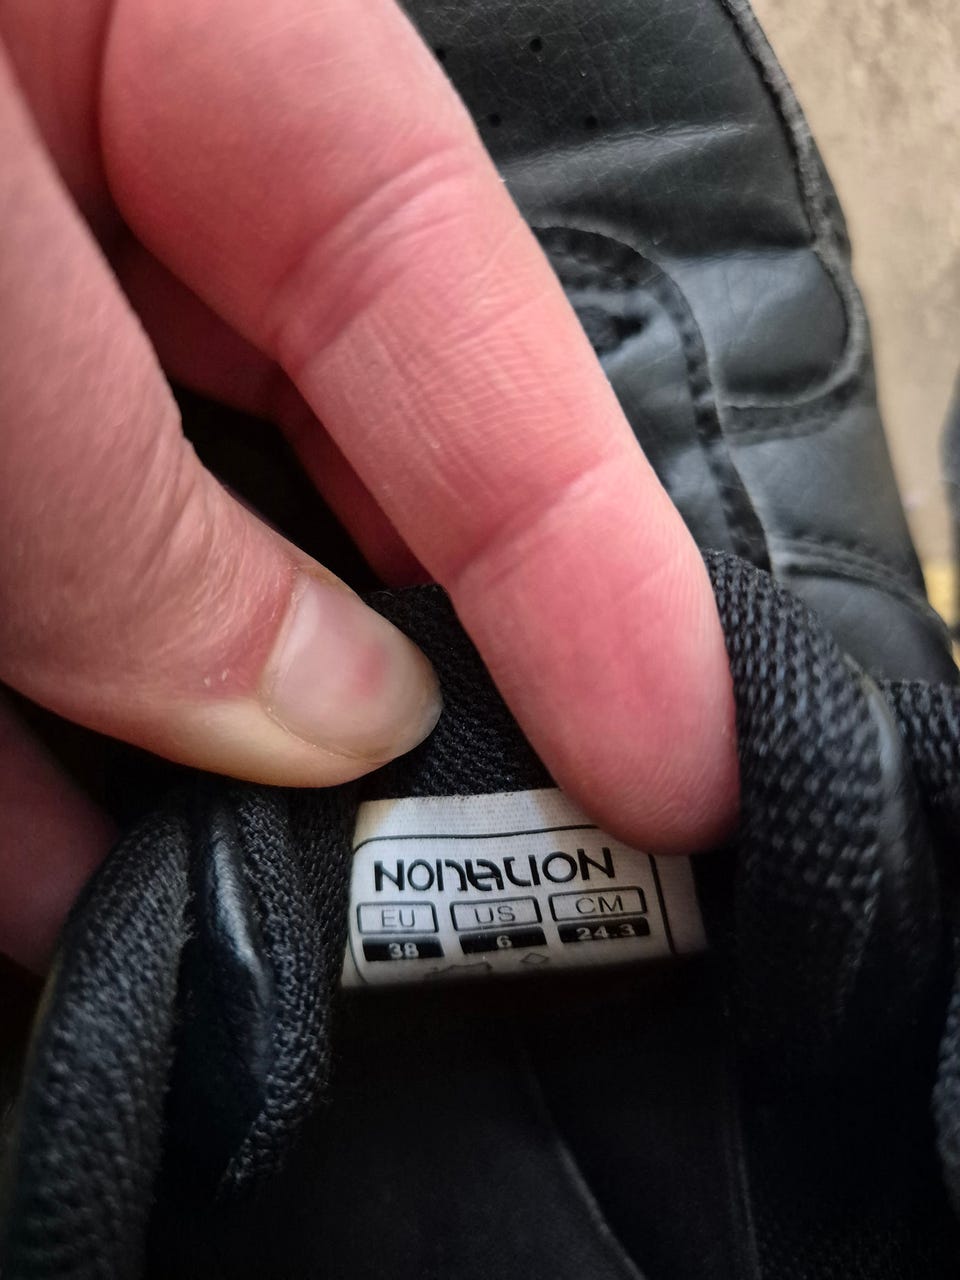 NONATION
EU US CM
38 6 24.3